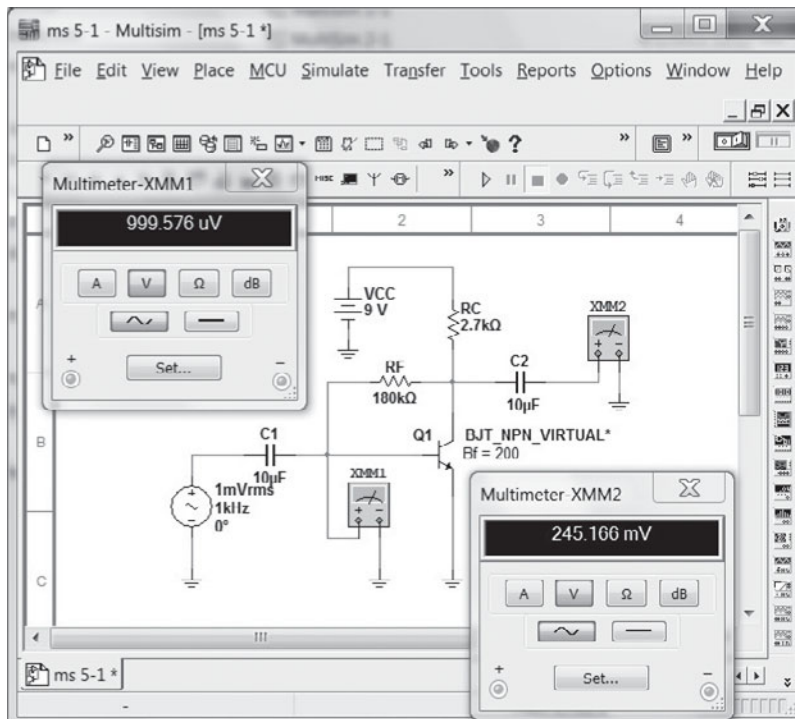 ms 5-1 - Multisim - [ms 5-1 *]
File Edit View Place MCU Simulate Transfer Tools Reports Options Window Help
Multimeter-XMM1
999.576 uV
A V Ω dB
Set...
+ -
MISC
2 3 4
A
B
C
VCC
9 V
RC
2.7kΩ
XMM2
RF
180kΩ
C2
10µF
C1
10µF
Q1
BJT_NPN_VIRTUAL*
Bf = 200
XMM1
1mVrms
1kHz
0°
Multimeter-XMM2
245.166 mV
A V Ω dB
Set...
+ -
ms 5-1 *